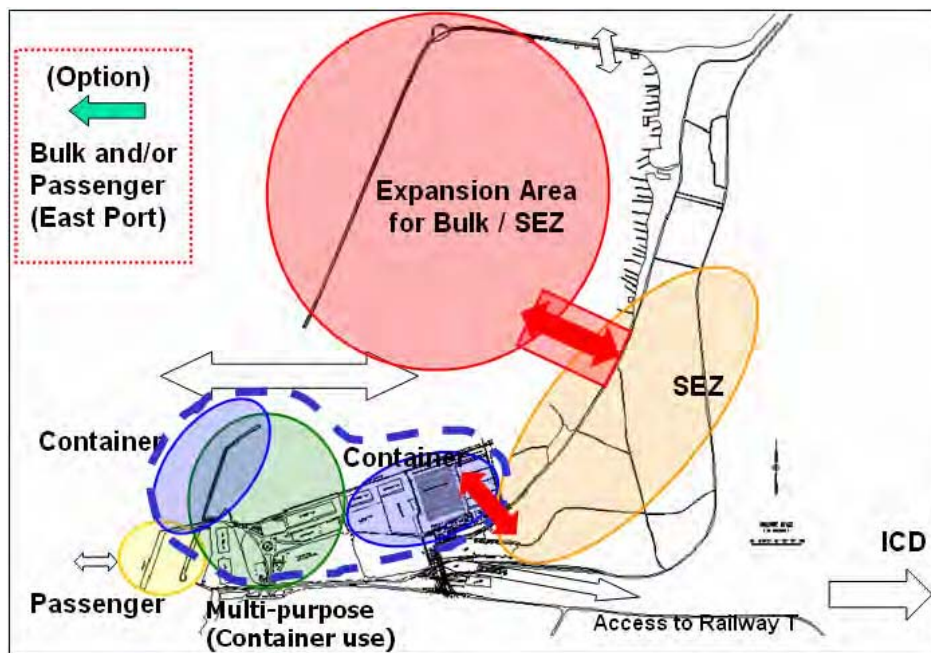 (Option)
Bulk and/or
Passenger
(East Port)
Expansion Area
for Bulk / SEZ
SEZ
Container
Container
Passenger
Multi-purpose
(Container use)
ICD
Access to Railway T